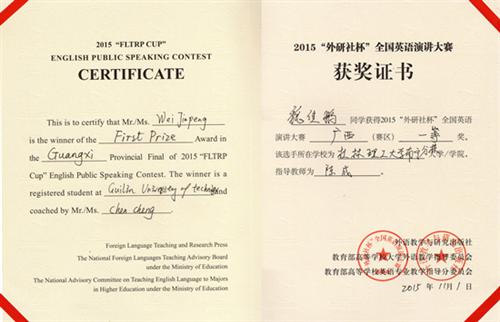 2015 “FLTRP CUP”
ENGLISH PUBLIC SPEAKING CONTEST
CERTIFICATE
This is to certify that Mr./Ms. Wei Jinpeng
is the winner of the First Prize Award in
the Guangxi Provincial Final of 2015 “FLTRP
Cup” English Public Speaking Contest. The winner is a
registered student at Guilin University of technology and
coached by Mr./Ms. Chen cheng
Foreign Language Teaching and Research Press
The National Foreign Languages Teaching Advisory Board
under the Ministry of Education
The National Advisory Committee on Teaching English Language to Majors
in Higher Education under the Ministry of Education
2015 “外研社杯” 全国英语演讲大赛
获奖证书
同学获得2015 “外研社杯” 全国英语
演讲大赛 广西 (赛区) 一等 奖。
该选手所在学校为 桂林理工大学南宁分校 大学/学院,
指导教师为 陈成
外语教学与研究出版社
教育部高等学校大学外语教学指导委员会
教育部高等学校英语专业教学指导分委员会
2015 . 11月1